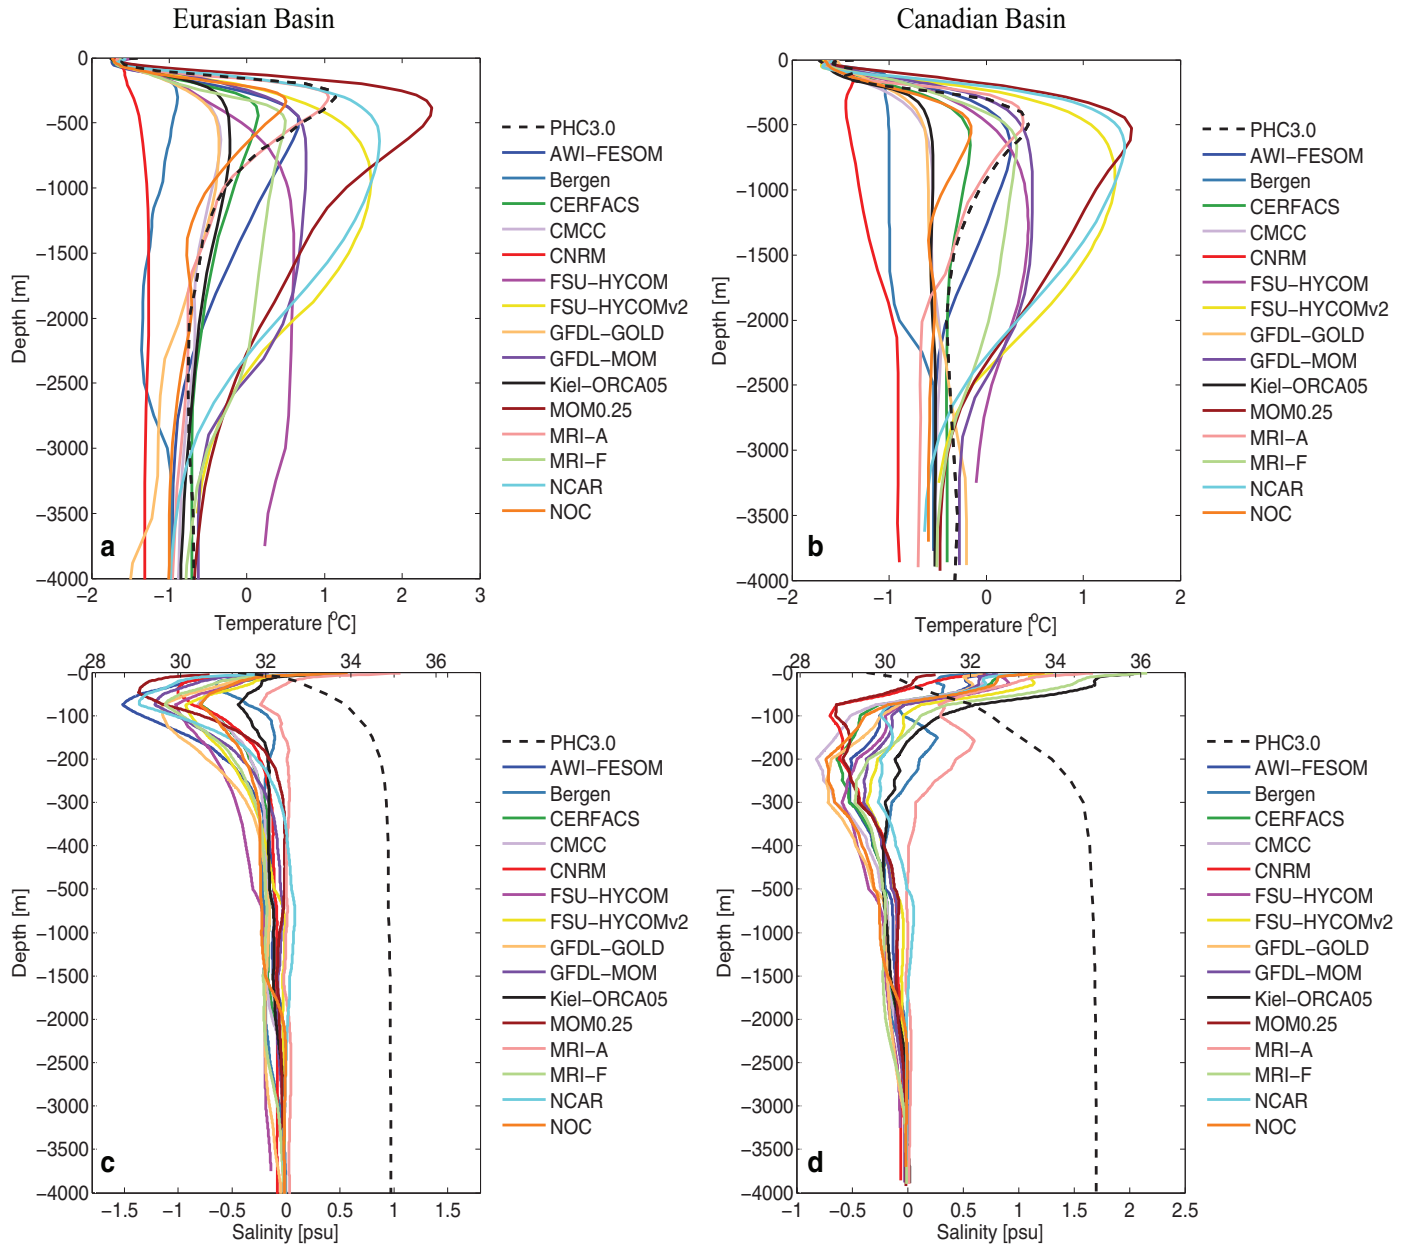 Eurasian Basin
Canadian Basin
0
−500
−1000
−1500
−2000
−2500
−3000
−3500
−4000
Depth [m]
a
−2
−1
0
1
2
3
Temperature [°C]
PHC3.0
AWI−FESOM
Bergen
CERFACS
CMCC
CNRM
FSU−HYCOM
FSU−HYCOMv2
GFDL−GOLD
GFDL−MOM
Kiel−ORCA05
MOM0.25
MRI−A
MRI−F
NCAR
NOC
0
−500
−1000
−1500
−2000
−2500
−3000
−3500
−4000
Depth [m]
b
−2
−1
0
1
2
Temperature [°C]
PHC3.0
AWI−FESOM
Bergen
CERFACS
CMCC
CNRM
FSU−HYCOM
FSU−HYCOMv2
GFDL−GOLD
GFDL−MOM
Kiel−ORCA05
MOM0.25
MRI−A
MRI−F
NCAR
NOC
28
30
32
34
36
−0
−100
−200
−300
−400
−500
−1000
−1500
−2000
−2500
−3000
−3500
−4000
Depth [m]
c
−1.5
−1
−0.5
0
0.5
1
1.5
Salinity [psu]
PHC3.0
AWI−FESOM
Bergen
CERFACS
CMCC
CNRM
FSU−HYCOM
FSU−HYCOMv2
GFDL−GOLD
GFDL−MOM
Kiel−ORCA05
MOM0.25
MRI−A
MRI−F
NCAR
NOC
28
30
32
34
36
−0
−100
−200
−300
−400
−500
−1000
−1500
−2000
−2500
−3000
−3500
−4000
Depth [m]
d
−1
−0.5
0
0.5
1
1.5
2
2.5
Salinity [psu]
PHC3.0
AWI−FESOM
Bergen
CERFACS
CMCC
CNRM
FSU−HYCOM
FSU−HYCOMv2
GFDL−GOLD
GFDL−MOM
Kiel−ORCA05
MOM0.25
MRI−A
MRI−F
NCAR
NOC